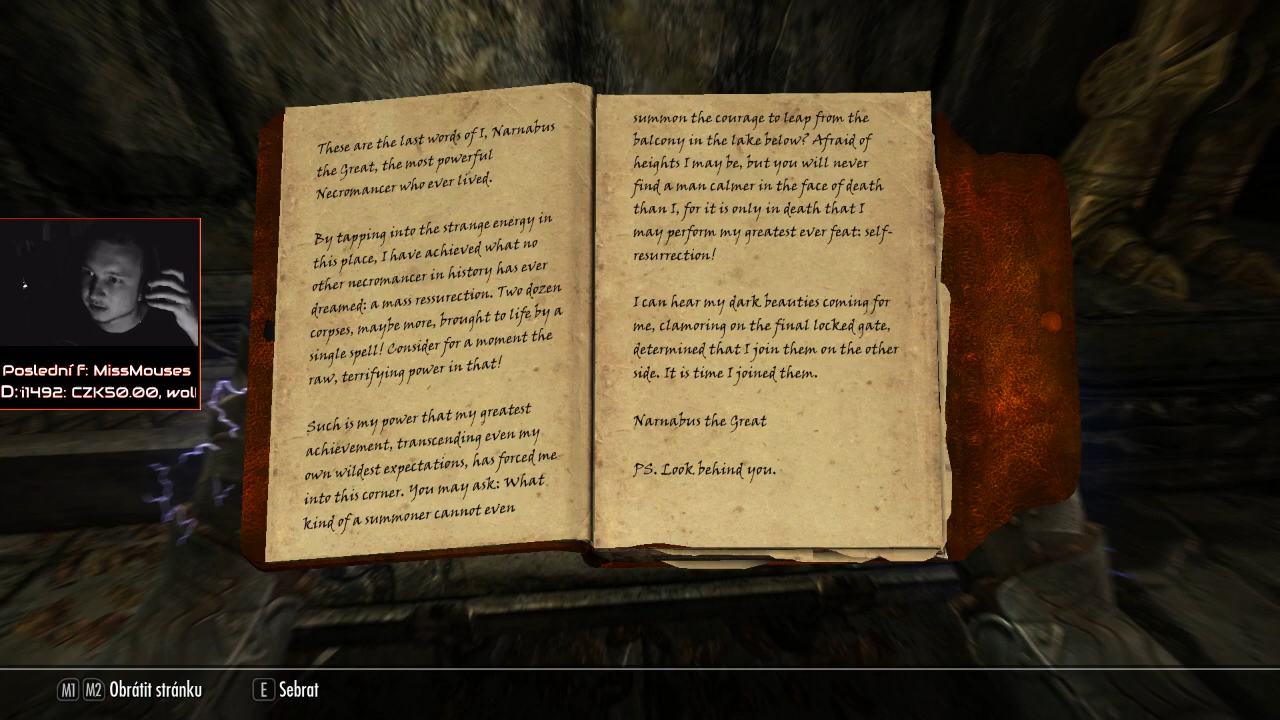 These are the last words of I, Narnabus
the Great, the most powerful
Necromancer who ever lived.
By tapping into the strange energy in
this place, I have achieved what no
other necromancer in history has ever
dreamed: a mass ressurection. Two dozen
corpses, maybe more, brought to life by a
single spell! Consider for a moment the
raw, terrifying power in that!
Such is my power that my greatest
achievement, transcending even my
own wildest expectations, has forced me
into this corner. You may ask: What
kind of a summoner cannot even
summon the courage to leap from the
balcony in the lake below? Afraid of
heights I may be, but you will never
find a man calmer in the face of death
than I, for it is only in death that I
may perform my greatest ever feat: self-
resurrection!
I can hear my dark beauties coming for
me, clamoring on the final locked gate,
determined that I join them on the other
side. It is time I joined them.
Narnabus the Great
PS. Look behind you.
Poslední F: MissMouses
D:i1492: CZK50.00, woll
M1 M2 Obrátit stránku
E Sebrat